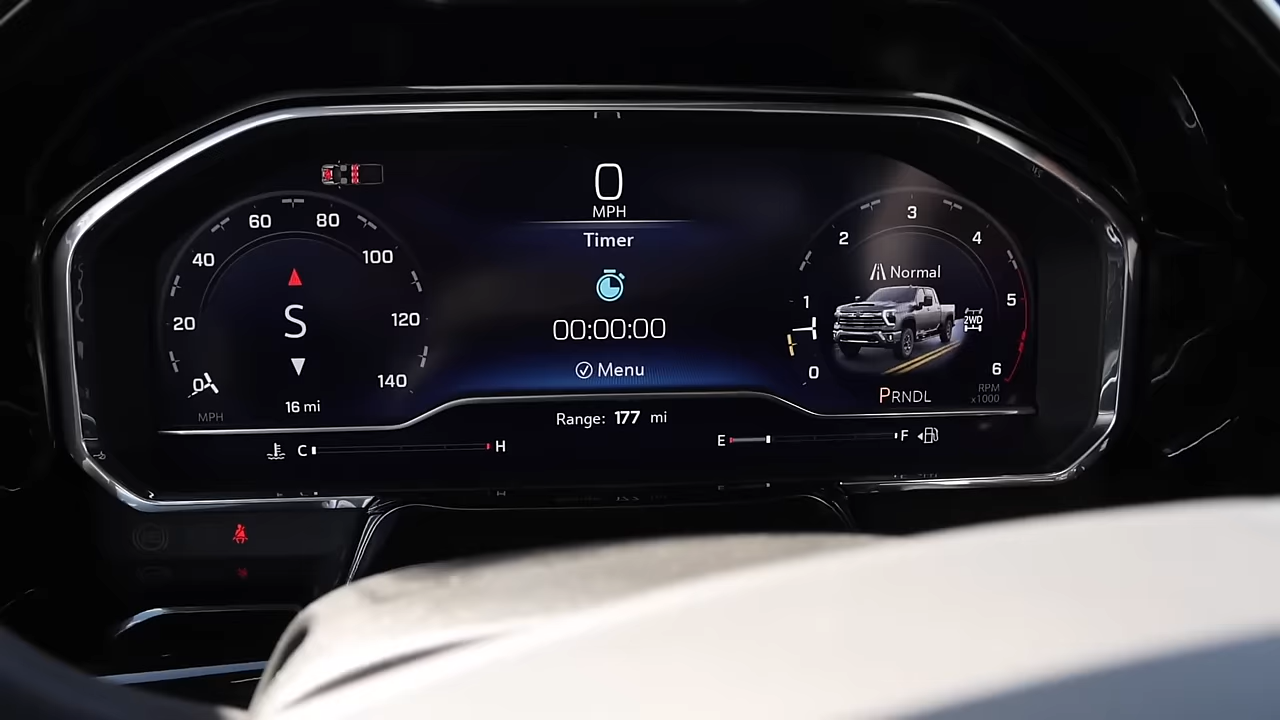 0
MPH
Timer
00:00:00
Menu
Range: 177 mi
0
20
40
60
80
100
120
140
MPH
S
16 mi
C H
0
1
2
3
4
5
6
Normal
2WD
PRNDL
RPM
x1000
E F